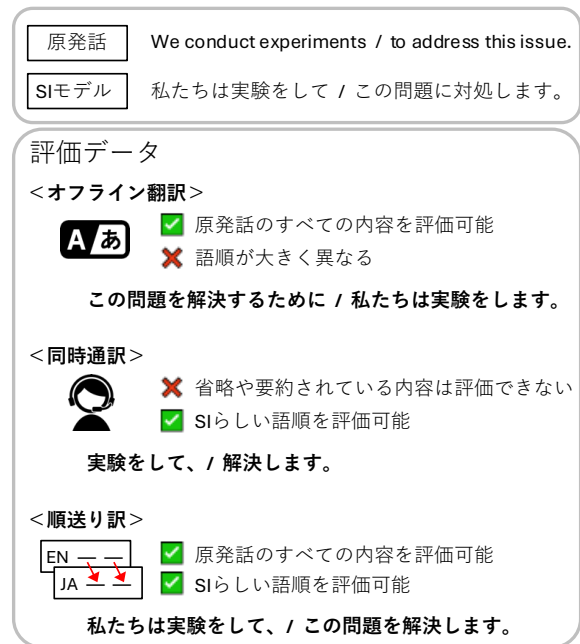 原発話
We conduct experiments / to address this issue.
SIモデル
私たちは実験をして / この問題に対処します。
評価データ
<オフライン翻訳>
A/あ
原発話のすべての内容を評価可能
語順が大きく異なる
この問題を解決するために / 私たちは実験をします。
<同時通訳>
省略や要約されている内容は評価できない
SIらしい語順を評価可能
実験をして、/ 解決します。
<順送り訳>
EN
JA
原発話のすべての内容を評価可能
SIらしい語順を評価可能
私たちは実験をして、/ この問題を解決します。